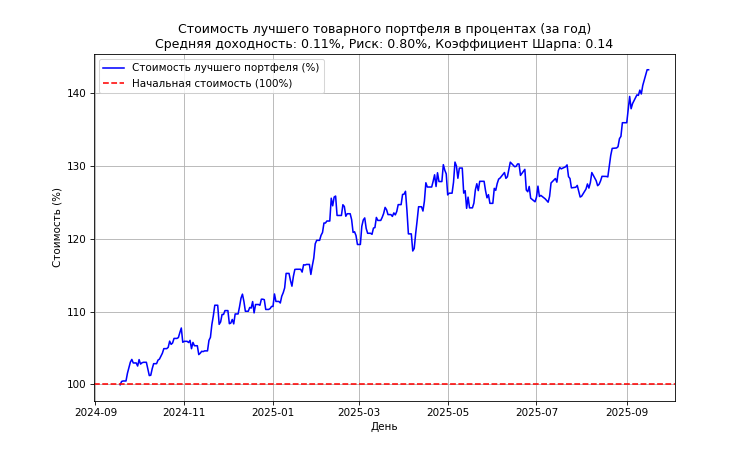 Стоимость лучшего товарного портфеля в процентах (за год)
Средняя доходность: 0.11%, Риск: 0.80%, Коэффициент Шарпа: 0.14
Стоимость лучшего портфеля (%)
Начальная стоимость (100%)
Стоимость (%)
140
130
120
110
100
2024-09 2024-11 2025-01 2025-03 2025-05 2025-07 2025-09
День